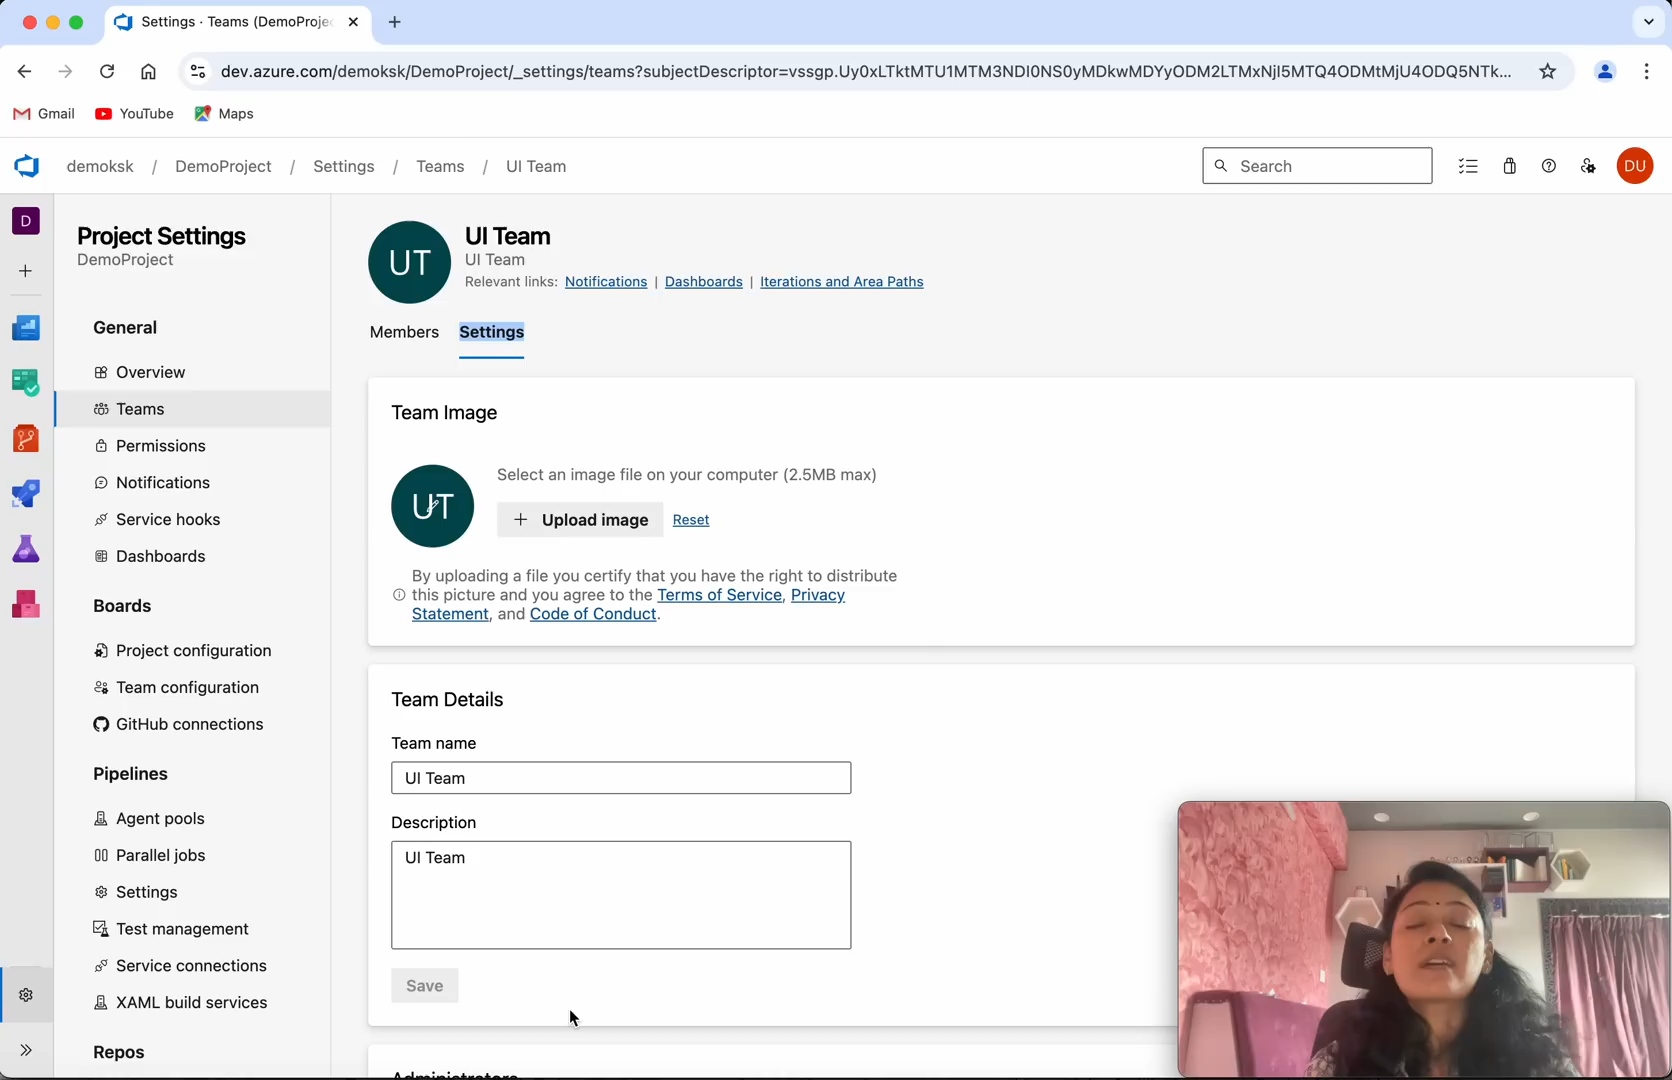 Settings · Teams (DemoProje
dev.azure.com/demoksk/DemoProject/_settings/teams?subjectDescriptor=vssgp.Uy0xLTktMTU1MTM3NDI0NS0yMDkwMDYyODM2LTMxNjI5MTQ4ODMtMjU4ODQ5NTk...
Gmail YouTube Maps
demoksk / DemoProject / Settings / Teams / UI Team
Search
DU
D
Project Settings
DemoProject
General
Overview
Teams
Permissions
Notifications
Service hooks
Dashboards
Boards
Project configuration
Team configuration
GitHub connections
Pipelines
Agent pools
Parallel jobs
Settings
Test management
Service connections
XAML build services
Repos
UT
UI Team
UI Team
Relevant links: Notifications | Dashboards | Iterations and Area Paths
Members Settings
Team Image
UT
Select an image file on your computer (2.5MB max)
Upload image Reset
By uploading a file you certify that you have the right to distribute
this picture and you agree to the Terms of Service, Privacy
Statement, and Code of Conduct.
Team Details
Team name
UI Team
Description
UI Team
Save
Administrators